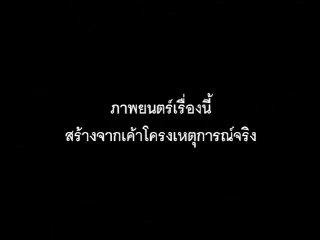 ภาพยนตร์เรื่องนี้
สร้างจากเค้าโครงเหตุการณ์จริง